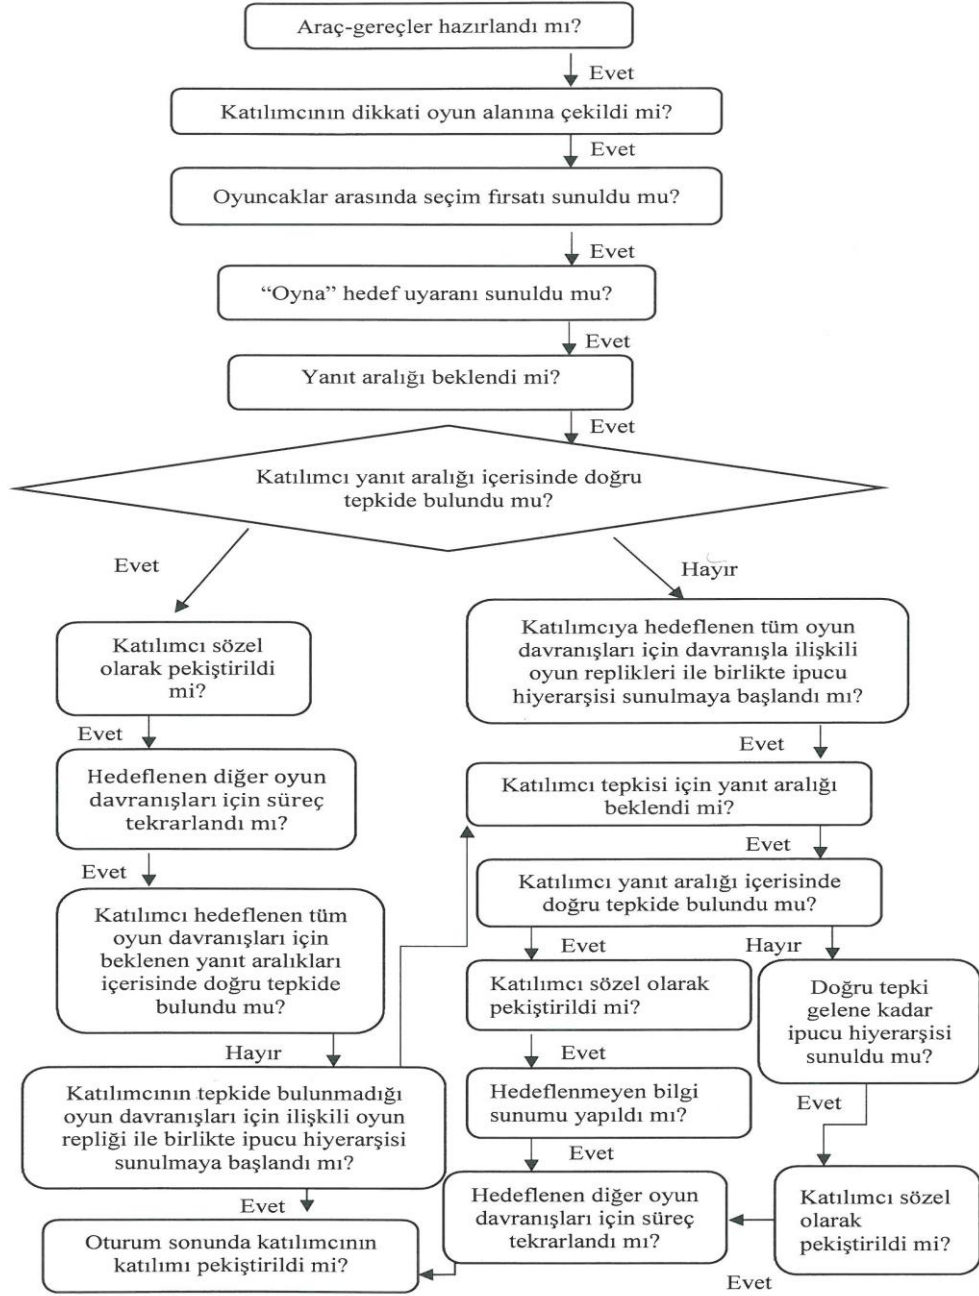 Araç-gereçler hazırlandı mı?
Evet
Katılımcının dikkati oyun alanına çekildi mi?
Evet
Oyuncaklar arasında seçim fırsatı sunuldu mu?
Evet
“Oyna” hedef uyaranı sunuldu mu?
Evet
Yanıt aralığı beklendi mi?
Evet
Katılımcı yanıt aralığı içerisinde doğru
tepkide bulundu mu?
Evet
Katılımcı sözel
olarak pekiştirildi
mi?
Evet
Hedeflenen diğer oyun
davranışları için süreç
tekrarlandı mı?
Evet
Katılımcı hedeflenen tüm
oyun davranışları için
beklenen yanıt aralıkları
içerisinde doğru tepkide
bulundu mu?
Hayır
Katılımcının tepkide bulunmadığı
oyun davranışları için ilişkili oyun
repliği ile birlikte ipucu hiyerarşisi
sunulmaya başlandı mı?
Evet
Oturum sonunda katılımcının
katılımı pekiştirildi mi?
Hayır
Katılımcıya hedeflenen tüm oyun
davranışları için davranışla ilişkili
oyun replikleri ile birlikte ipucu
hiyerarşisi sunulmaya başlandı mı?
Evet
Katılımcı tepkisi için yanıt aralığı
beklendi mi?
Evet
Katılımcı yanıt aralığı içerisinde
doğru tepkide bulundu mu?
Evet
Katılımcı sözel olarak
pekiştirildi mi?
Evet
Hedeflenmeyen bilgi
sunumu yapıldı mı?
Evet
Hedeflenen diğer oyun
davranışları için süreç
tekrarlandı mı?
Hayır
Doğru tepki
gelene kadar
ipucu hiyerarşisi
sunuldu mu?
Evet
Katılımcı sözel
olarak
pekiştirildi mi?
Evet